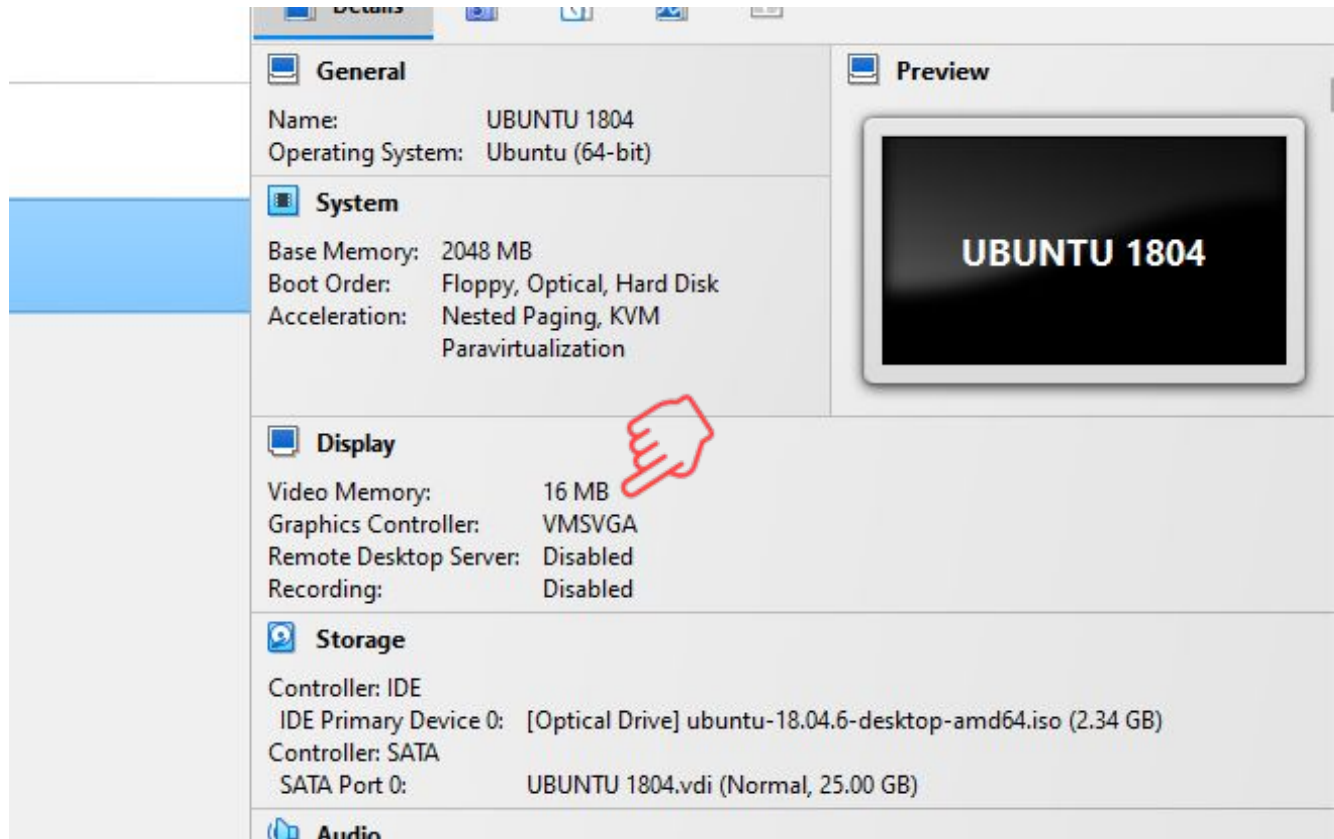 Details
General
Name: UBUNTU 1804
Operating System: Ubuntu (64-bit)
System
Base Memory: 2048 MB
Boot Order: Floppy, Optical, Hard Disk
Acceleration: Nested Paging, KVM
Paravirtualization
Preview
UBUNTU 1804
Display
Video Memory: 16 MB
Graphics Controller: VMSVGA
Remote Desktop Server: Disabled
Recording: Disabled
Storage
Controller: IDE
IDE Primary Device 0: [Optical Drive] ubuntu-18.04.6-desktop-amd64.iso (2.34 GB)
Controller: SATA
SATA Port 0: UBUNTU 1804.vdi (Normal, 25.00 GB)
Audio